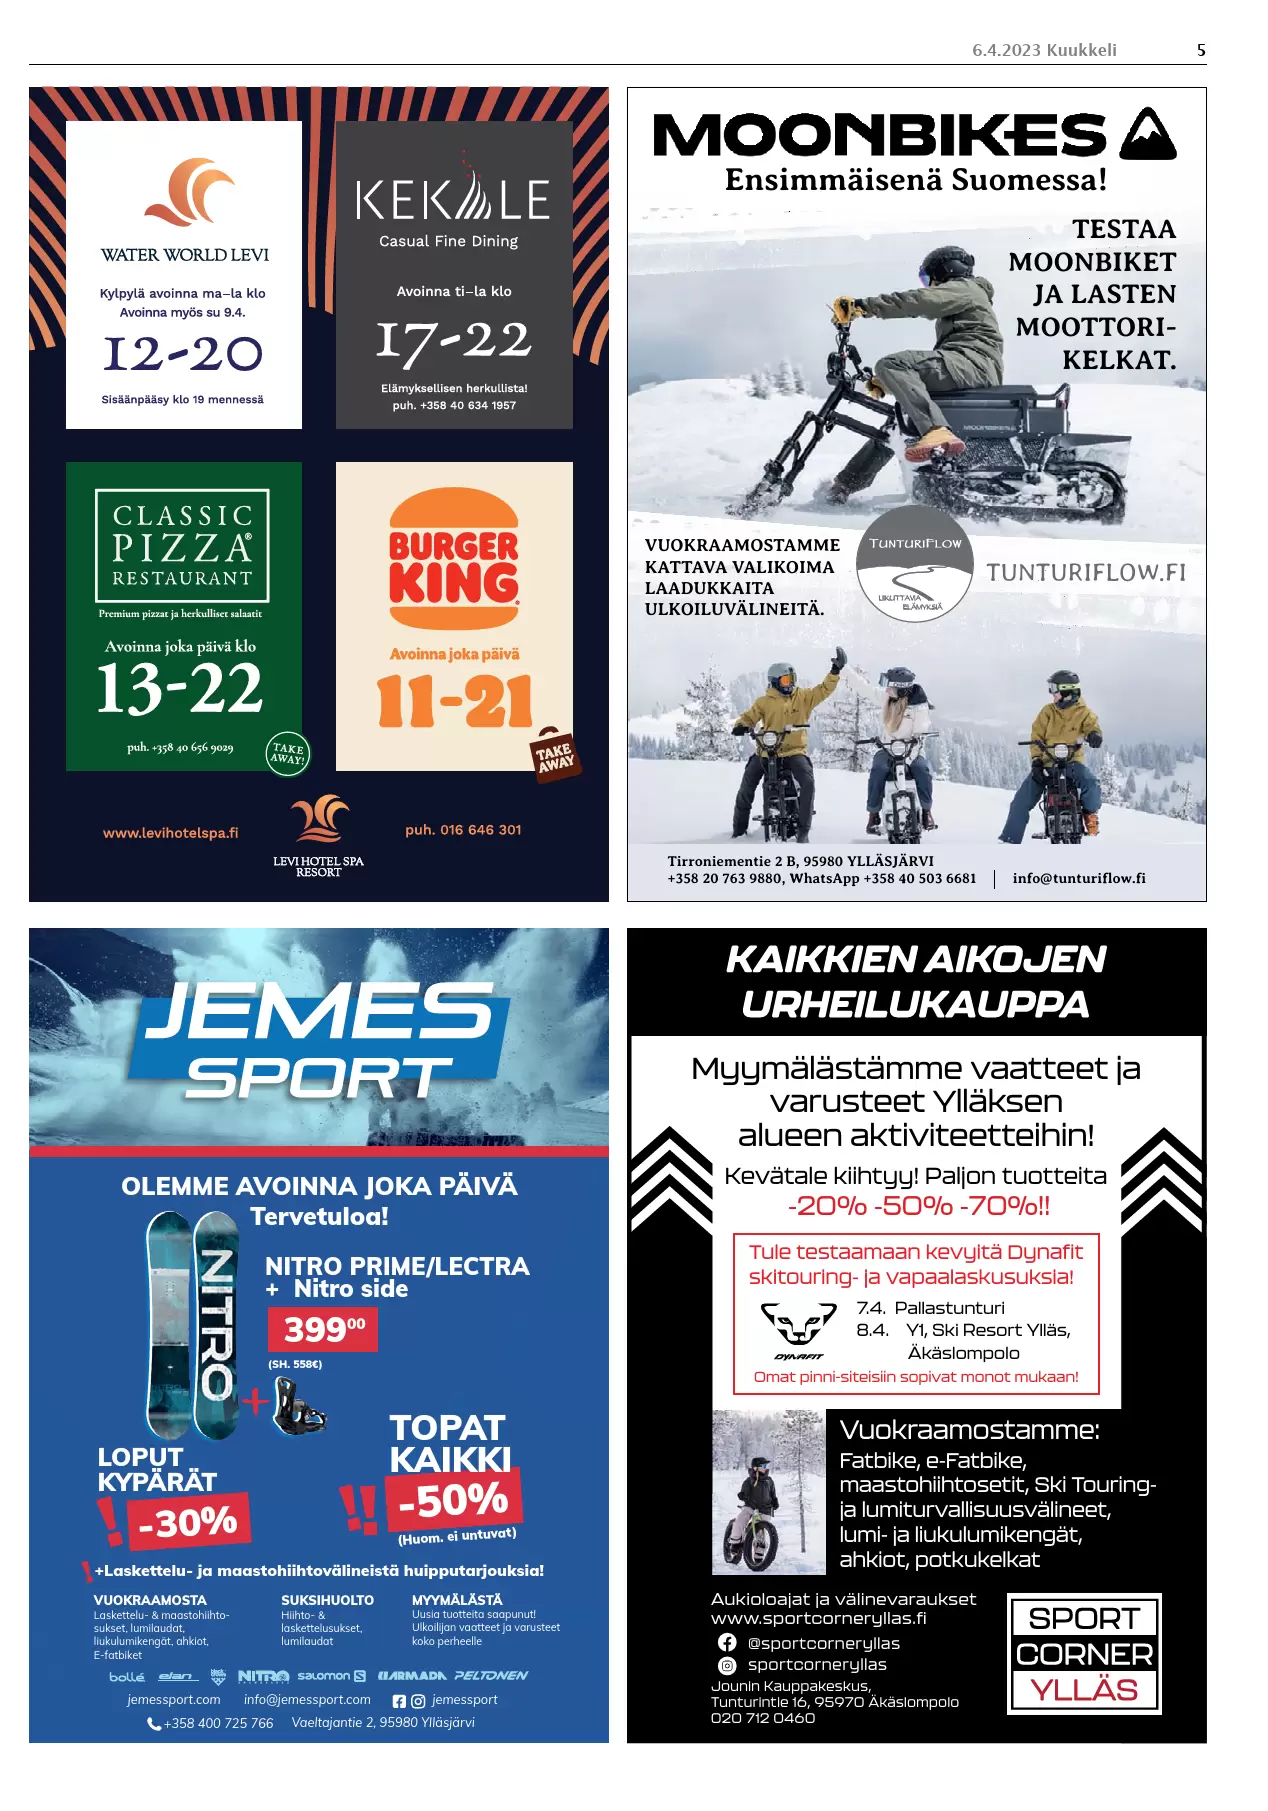 6.4.2023 Kuukkeli
5
WATER WORLD LEVI
Kylpylä avoinna ma–la klo
Avoinna myös su 9.4.
12-20
Sisäänpääsy klo 19 mennessä
KEKÄLE
Casual Fine Dining
Avoinna ti–la klo
17-22
Elämyksellisen herkullista!
puh. +358 40 634 1957
CLASSIC
PIZZA®
RESTAURANT
Premium pizzat ja herkulliset salaatit
Avoinna joka päivä klo
13-22
puh. +358 40 656 9029
TAKE
AWAY!
BURGER
KING®
Avoinna joka päivä
11-21
TAKE
AWAY
www.levihotelspa.fi
LEVI HOTEL SPA
RESORT
puh. 016 646 301
MOONBIKES
Ensimmäisenä Suomessa!
TESTAA
MOONBIKET
JA LASTEN
MOOTTORI-
KELKAT.
MOONBIKES
VUOKRAAMOSTAMME
KATTAVA VALIKOIMA
LAADUKKAITA
ULKOILUVÄLINEITÄ.
TUNTURIFLOW
LIIKUTTAVIA
ELÄMYKSIÄ
TUNTURIFLOW.FI
Tirroniementie 2 B, 95980 YLLÄSJÄRVI
+358 20 763 9880, WhatsApp +358 40 503 6681
info@tunturiflow.fi
JEMES
SPORT
OLEMME AVOINNA JOKA PÄIVÄ
Tervetuloa!
NITRO
NITRO PRIME/LECTRA
+ Nitro side
399⁰⁰
(SH. 558€)
+
LOPUT
KYPÄRÄT
! -30%
TOPAT
KAIKKI
!! -50%
(Huom. ei untuvat)
! +Laskettelu- ja maastohiihtovälineistä huipputarjouksia!
VUOKRAAMOSTA
Laskettelu- & maastohiihto-
sukset, lumilaudat,
liukulumikengät, ahkiot,
E-fatbiket
SUKSIHUOLTO
Hiihto- &
laskettelusukset,
lumilaudat
MYYMÄLÄSTÄ
Uusia tuotteita saapunut!
Ulkoilijan vaatteet ja varusteet
koko perheelle
bollé elan NITRO SALOMON S ARMADA PELTONEN
jemessport.com info@jemessport.com jemessport
+358 400 725 766 Vaeltajantie 2, 95980 Ylläsjärvi
KAIKKIEN AIKOJEN
URHEILUKAUPPA
Myymälästämme vaatteet ja
varusteet Ylläksen
alueen aktiviteetteihin!
Kevätale kiihtyy! Paljon tuotteita
-20% -50% -70%!!
Tule testaamaan kevyitä Dynafit
skitouring- ja vapaalaskusuksia!
DYNAFIT
7.4. Pallastunturi
8.4. Y1, Ski Resort Ylläs,
Äkäslompolo
Omat pinni-siteisiin sopivat monot mukaan!
Vuokraamostamme:
Fatbike, e-Fatbike,
maastohiihtosetit, Ski Touring-
ja lumiturvallisuusvälineet,
lumi- ja liukulumikengät,
ahkiot, potkukelkat
Aukioloajat ja välinevaraukset
www.sportcorneryllas.fi
@sportcorneryllas
sportcorneryllas
Jounin Kauppakeskus,
Tunturintie 16, 95970 Äkäslompolo
020 712 0460
SPORT
CORNER
YLLÄS